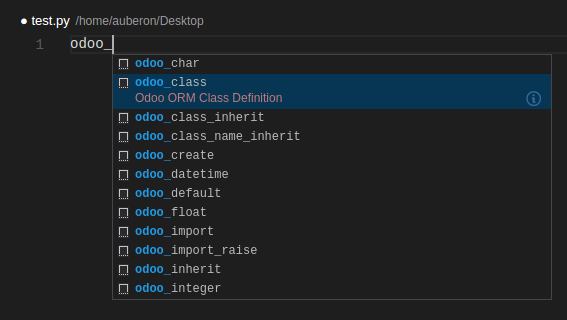 ● test.py /home/auberon/Desktop
1 odoo_
odoo_char
odoo_class
Odoo ORM Class Definition
odoo_class_inherit
odoo_class_name_inherit
odoo_create
odoo_datetime
odoo_default
odoo_float
odoo_import
odoo_import_raise
odoo_inherit
odoo_integer